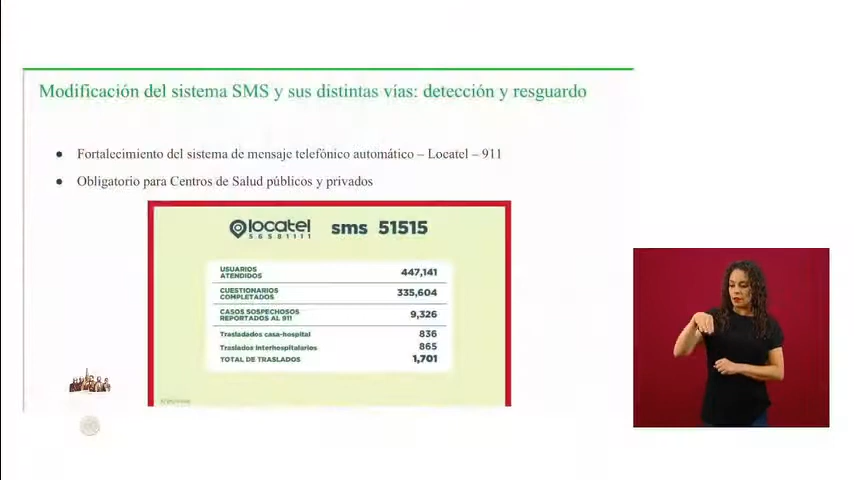 Modificación del sistema SMS y sus distintas vías: detección y resguardo
● Fortalecimiento del sistema de mensaje telefónico automático – Locatel – 911
● Obligatorio para Centros de Salud públicos y privados
locatel sms 51515
56581111
USUARIOS
ATENDIDOS 447,141
CUESTIONARIOS
COMPLETADOS 335,604
CASOS SOSPECHOSOS
REPORTADOS AL 911 9,326
Trasladados casa-hospital 836
Traslados interhospitalarios 865
TOTAL DE TRASLADOS 1,701